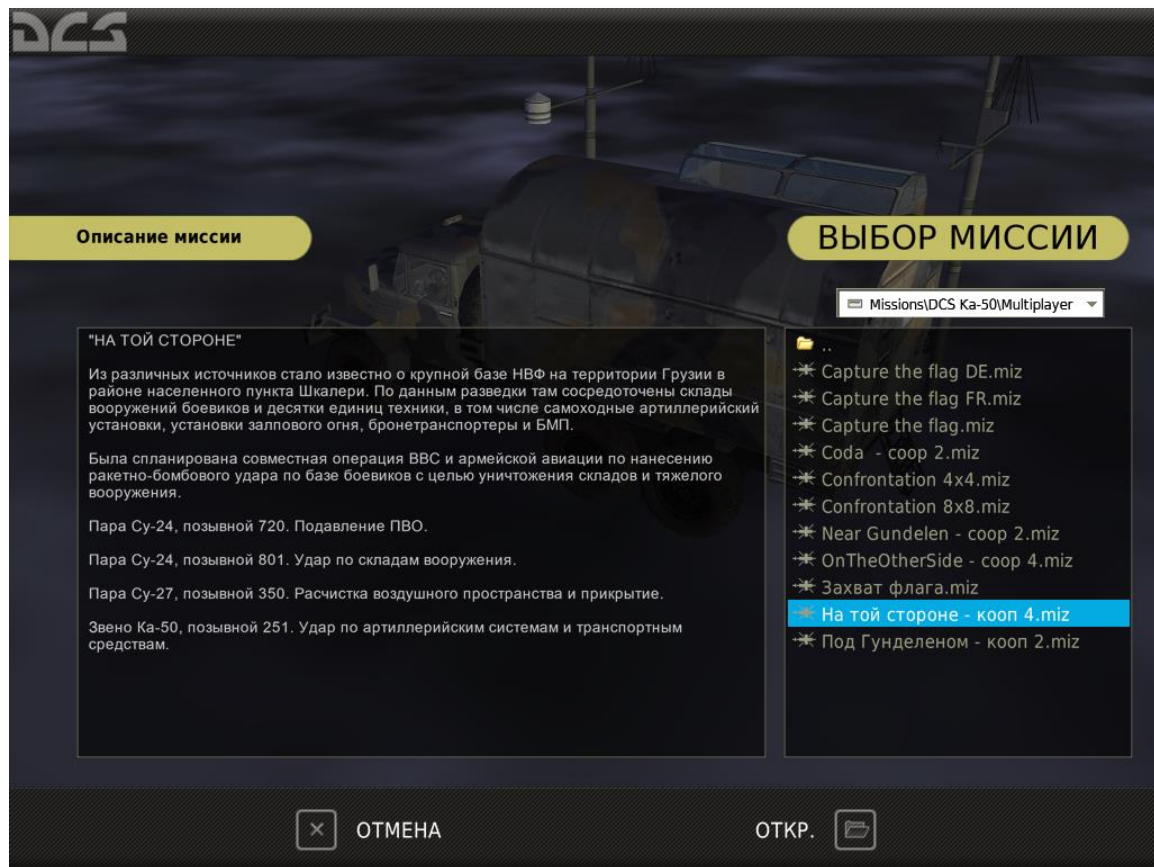 DCS
Описание миссии
ВЫБОР МИССИИ
Missions\DCS Ka-50\Multiplayer
"НА ТОЙ СТОРОНЕ"
Из различных источников стало известно о крупной базе НВФ на территории Грузии в
районе населенного пункта Шкалери. По данным разведки там сосредоточены склады
вооружений боевиков и десятки единиц техники, в том числе самоходные артиллерийский
установки, установки залпового огня, бронетранспортеры и БМП.
Была спланирована совместная операция ВВС и армейской авиации по нанесению
ракетно-бомбового удара по базе боевиков с целью уничтожения складов и тяжелого
вооружения.
Пара Су-24, позывной 720. Подавление ПВО.
Пара Су-24, позывной 801. Удар по складам вооружения.
Пара Су-27, позывной 350. Расчистка воздушного пространства и прикрытие.
Звено Ка-50, позывной 251. Удар по артиллерийским системам и транспортным
средствам.
..
Capture the flag DE.miz
Capture the flag FR.miz
Capture the flag.miz
Coda - coop 2.miz
Confrontation 4x4.miz
Confrontation 8x8.miz
Near Gundelen - coop 2.miz
OnTheOtherSide - coop 4.miz
Захват флага.miz
На той стороне - кооп 4.miz
Под Гунделеном - кооп 2.miz
ОТМЕНА
ОТКР.